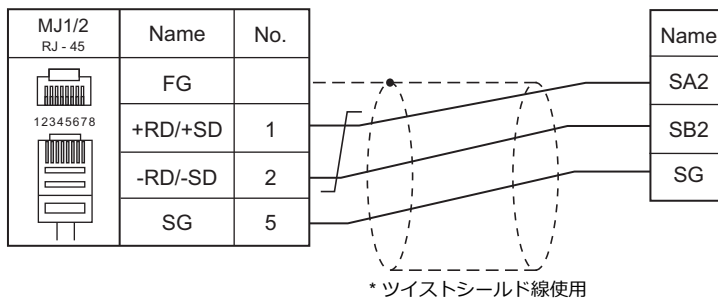 MJ1/2
RJ - 45
Name
No.
Name
FG
SA2
12345678
+RD/+SD
1
SB2
-RD/-SD
2
SG
SG
5
* ツイストシールド線使用